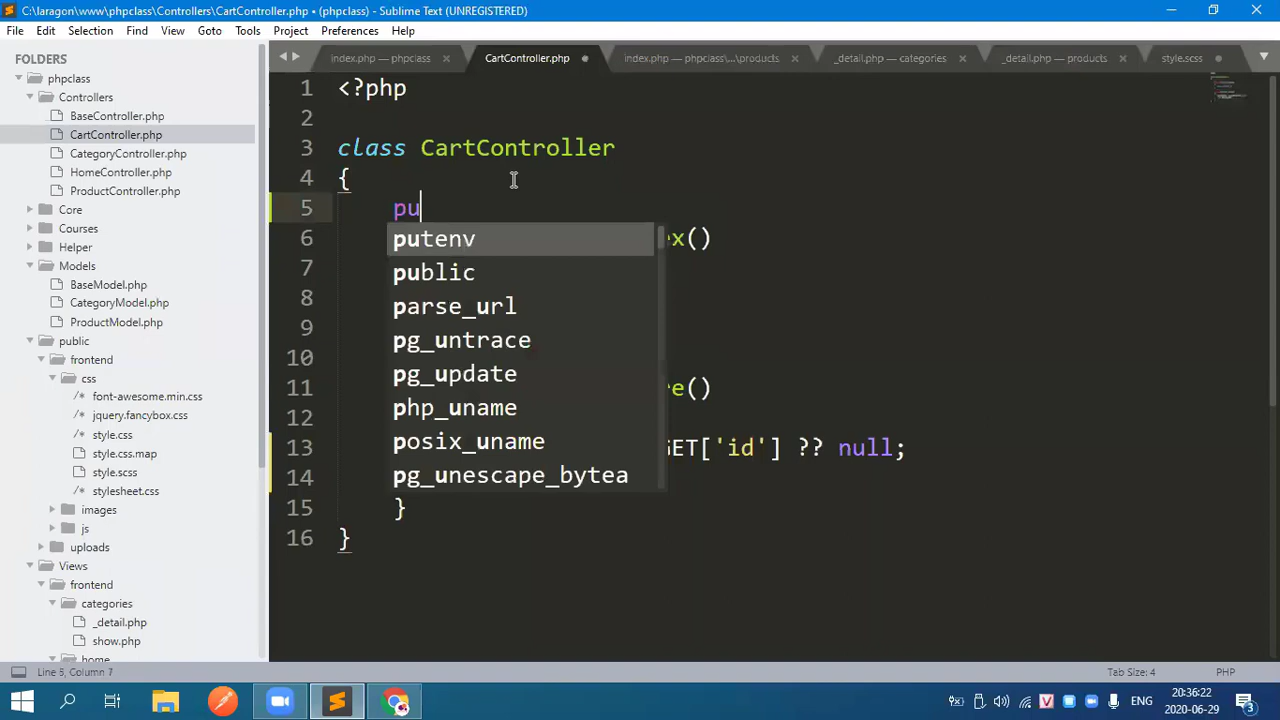 C:\laragon\www\phpclass\Controllers\CartController.php • (phpclass) - Sublime Text (UNREGISTERED)
File Edit Selection Find View Goto Tools Project Preferences Help
FOLDERS
phpclass
Controllers
BaseController.php
CartController.php
CategoryController.php
HomeController.php
ProductController.php
Core
Courses
Helper
Models
BaseModel.php
CategoryModel.php
ProductModel.php
public
frontend
css
/* font-awesome.min.css
/* jquery.fancybox.css
/* style.css
style.css.map
/* style.scss
/* stylesheet.css
images
js
uploads
Views
frontend
categories
_detail.php
show.php
home
index.php — phpclass CartController.php index.php — phpclass\...\products _detail.php — categories _detail.php — products style.scss
1 <?php
2
3 class CartController
4 {
5 pu
6 ex()
7
8
9
10
11 re()
12
13 GET['id'] ?? null;
14
15 }
16 }
putenv
public
parse_url
pg_untrace
pg_update
php_uname
posix_uname
pg_unescape_bytea
Line 5, Column 7 Tab Size: 4 PHP
ENG 20:36:22 2020-06-29 3